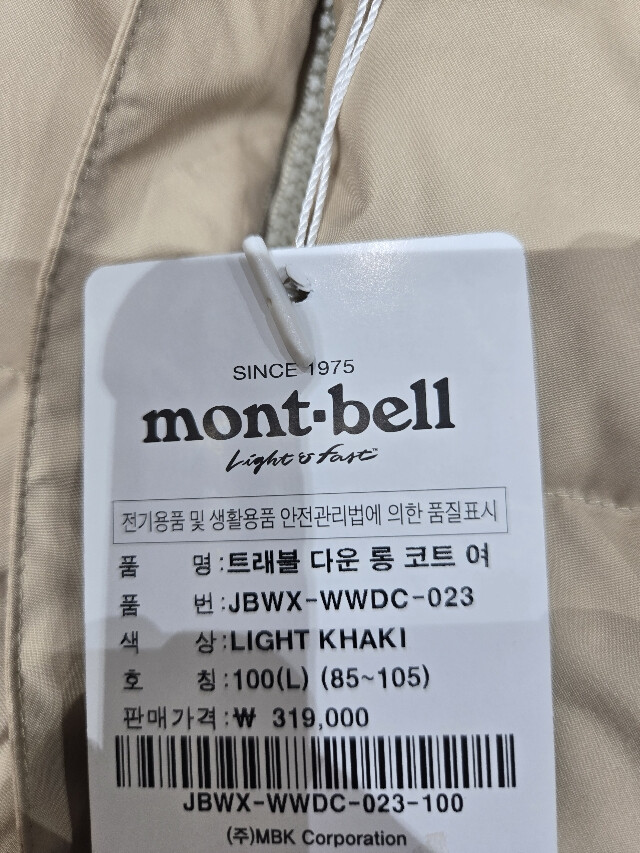 SINCE 1975
mont-bell
Light & Fast™
전기용품 및 생활용품 안전관리법에 의한 품질표시
품 명 : 트래블 다운 롱 코트 여
품 번 : JBWX-WWDC-023
색 상 : LIGHT KHAKI
호 칭 : 100(L) (85~105)
판매가격 : ₩ 319,000
JBWX-WWDC-023-100
(주)MBK Corporation